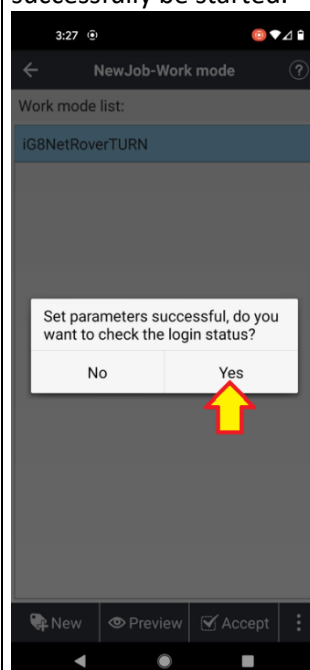 successfully be started.
3:27
NewJob-Work mode
?
Work mode list:
iG8NetRoverTURN
Set parameters successful, do you
want to check the login status?
No Yes
New Preview Accept